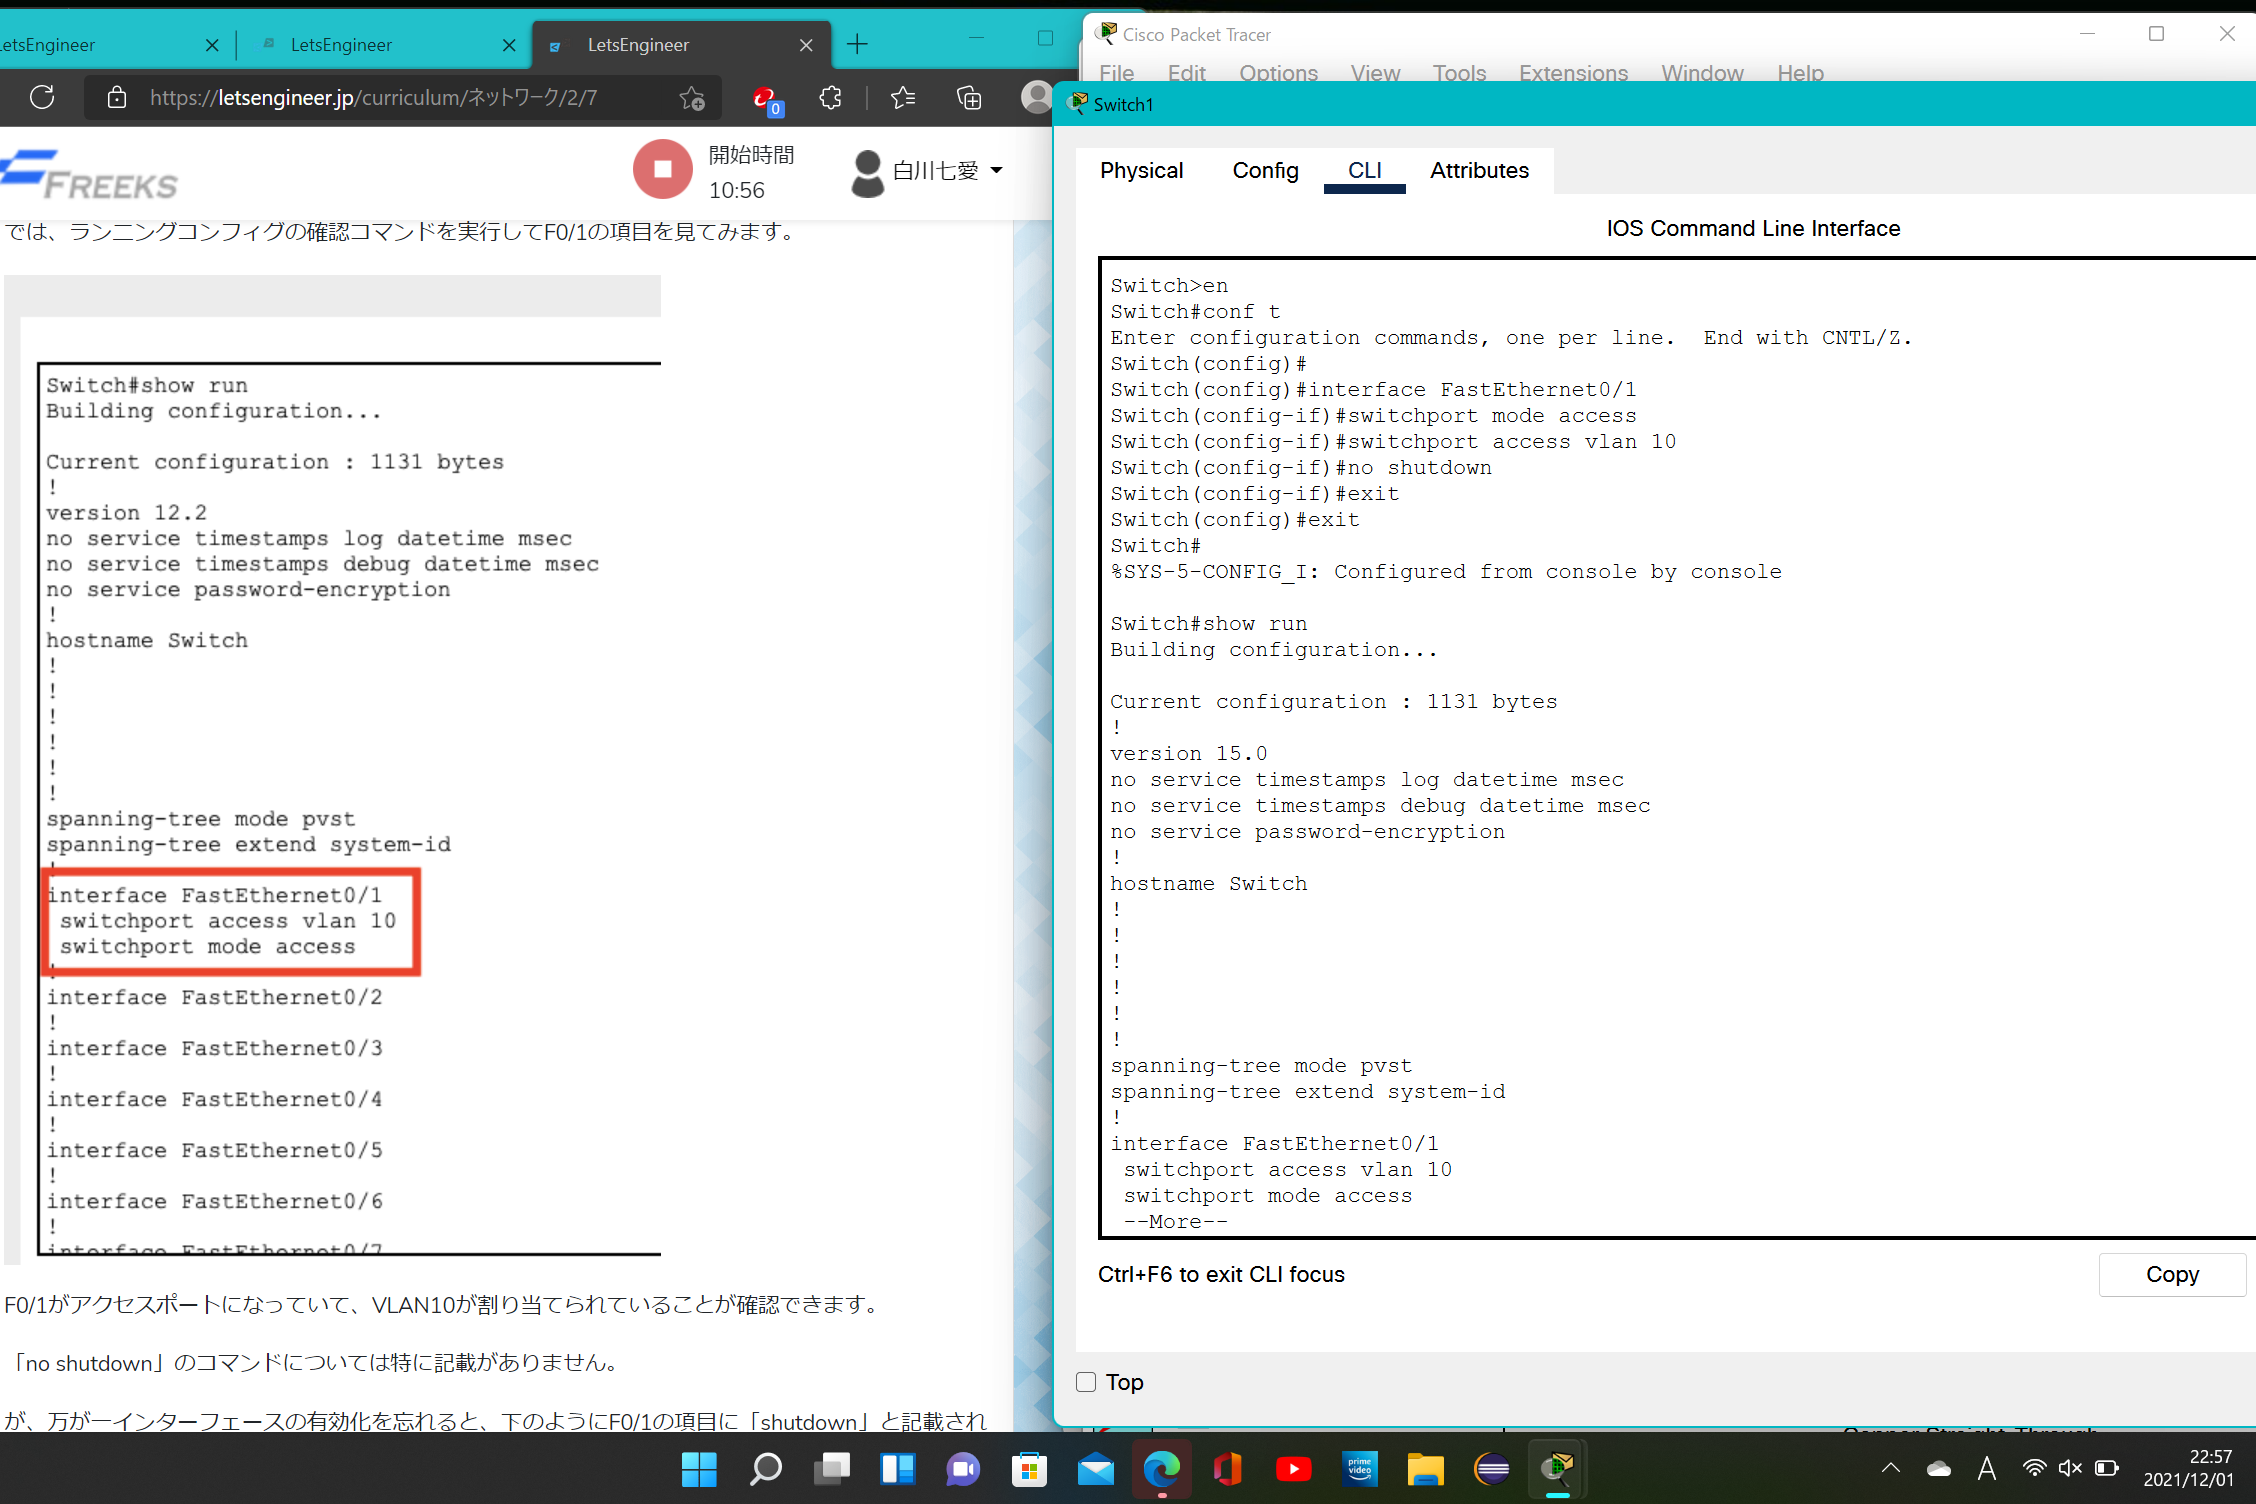 LetsEngineer
LetsEngineer
https://letsengineer.jp/curriculum/ネットワーク/2/7
0
FREEKS
開始時間
10:56
白川七愛
では、ランニングコンフィグの確認コマンドを実行してF0/1の項目を見てみます。
Switch#show run
Building configuration...
Current configuration : 1131 bytes
!
version 12.2
no service timestamps log datetime msec
no service timestamps debug datetime msec
no service password-encryption
!
hostname Switch
!
!
!
!
!
!
spanning-tree mode pvst
spanning-tree extend system-id
!
interface FastEthernet0/1
switchport access vlan 10
switchport mode access
!
interface FastEthernet0/2
!
interface FastEthernet0/3
!
interface FastEthernet0/4
!
interface FastEthernet0/5
!
interface FastEthernet0/6
!
interface FastEthernet0/7
F0/1がアクセスポートになっていて、VLAN10が割り当てられていることが確認できます。
「no shutdown」のコマンドについては特に記載がありません。
が、万が一インターフェースの有効化を忘れると、下のようにF0/1の項目に「shutdown」と記載され
Cisco Packet Tracer
File Edit Options View Tools Extensions Window Help
Switch1
Physical Config CLI Attributes
IOS Command Line Interface
Switch>en
Switch#conf t
Enter configuration commands, one per line. End with CNTL/Z.
Switch(config)#
Switch(config)#interface FastEthernet0/1
Switch(config-if)#switchport mode access
Switch(config-if)#switchport access vlan 10
Switch(config-if)#no shutdown
Switch(config-if)#exit
Switch(config)#exit
Switch#
%SYS-5-CONFIG_I: Configured from console by console
Switch#show run
Building configuration...
Current configuration : 1131 bytes
!
version 15.0
no service timestamps log datetime msec
no service timestamps debug datetime msec
no service password-encryption
!
hostname Switch
!
!
!
!
!
!
spanning-tree mode pvst
spanning-tree extend system-id
!
interface FastEthernet0/1
switchport access vlan 10
switchport mode access
--More--
Ctrl+F6 to exit CLI focus
Copy
Top
prime video
A
22:57
2021/12/01